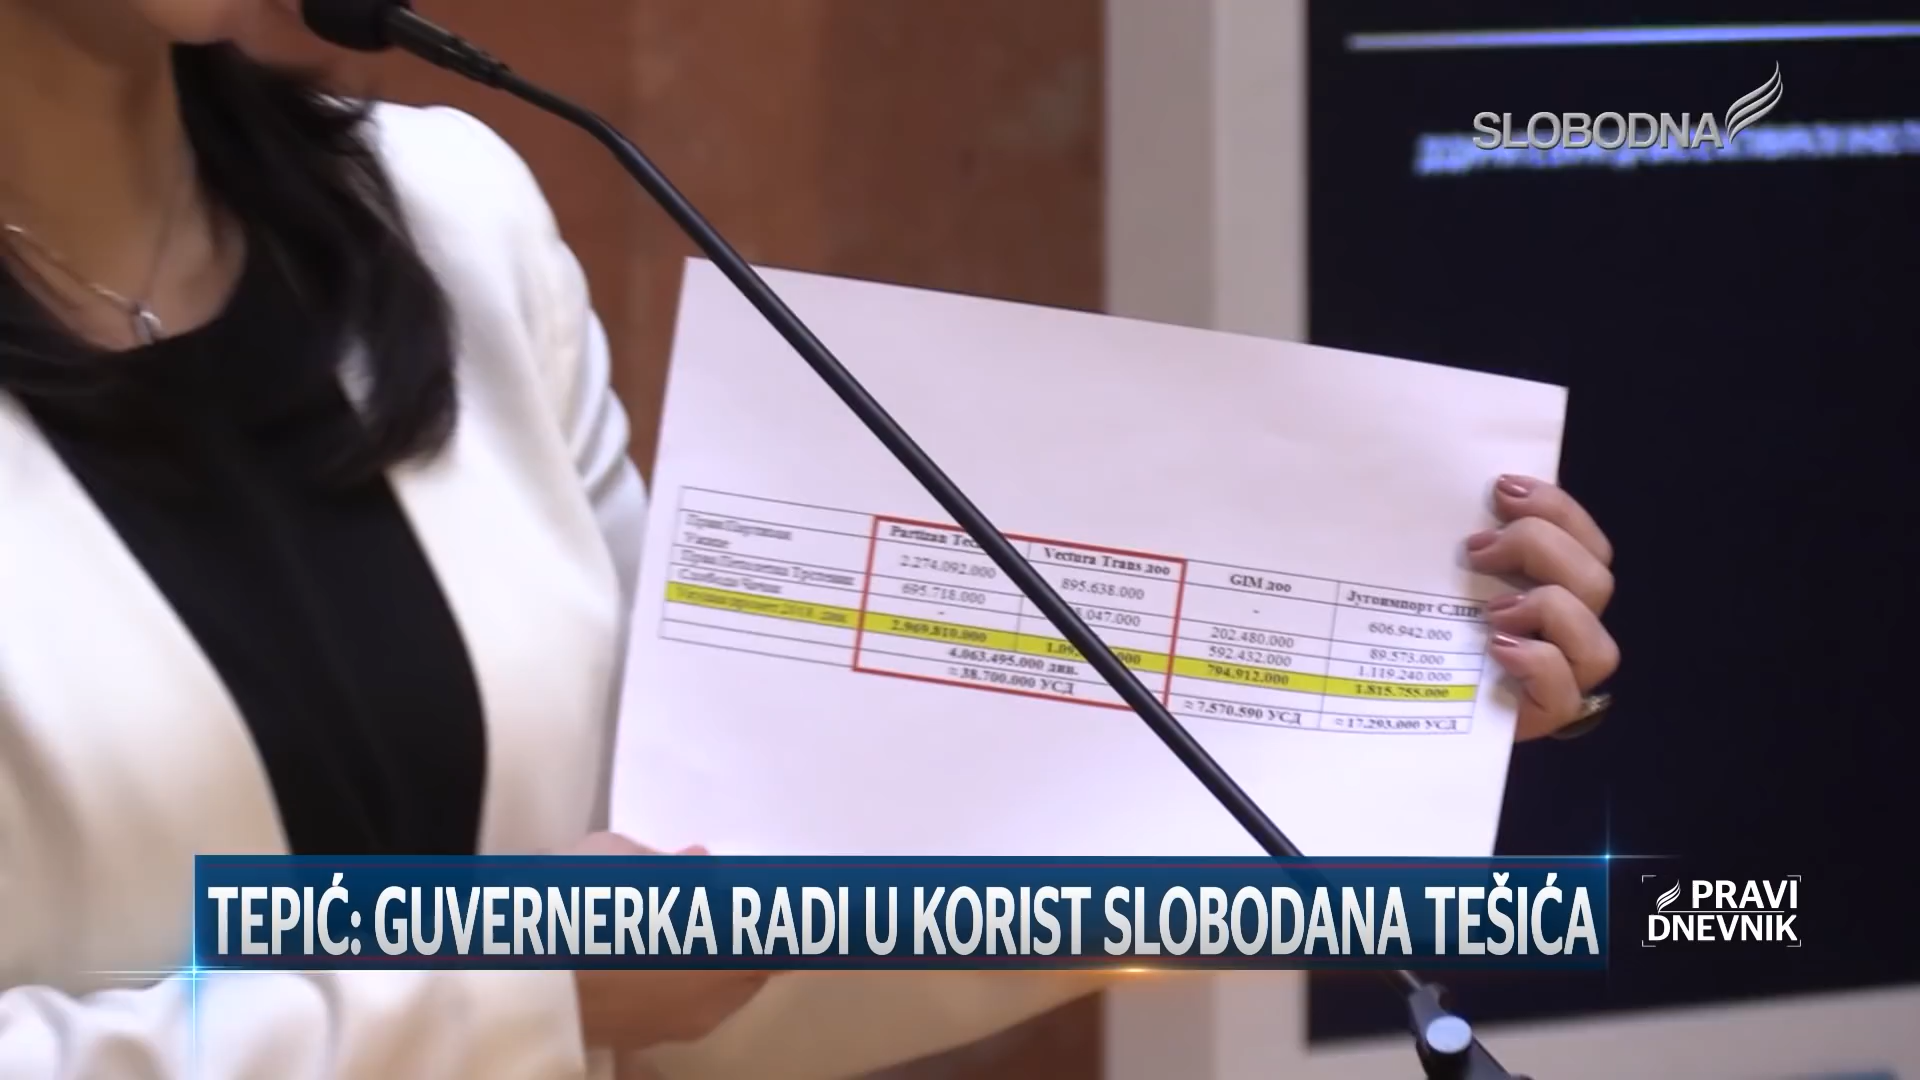 SLOBODNA
Partizan Tec
Vectura Trans доо
GIM доо
Југоимпорт СДПР
2.274.092.000
895.638.000
-
606.942.000
695.718.000
.047.000
202.480.000
89.573.000
-
592.432.000
1.119.240.000
2.969.810.000
794.912.000
1.815.755.000
4.063.495.000 дин.
≈ 38.700.000 УСД
≈ 7.570.590 УСД
≈ 17.293.000 УСД
TEPIĆ: GUVERNERKA RADI U KORIST SLOBODANA TEŠIĆA
PRAVI
DNEVNIK